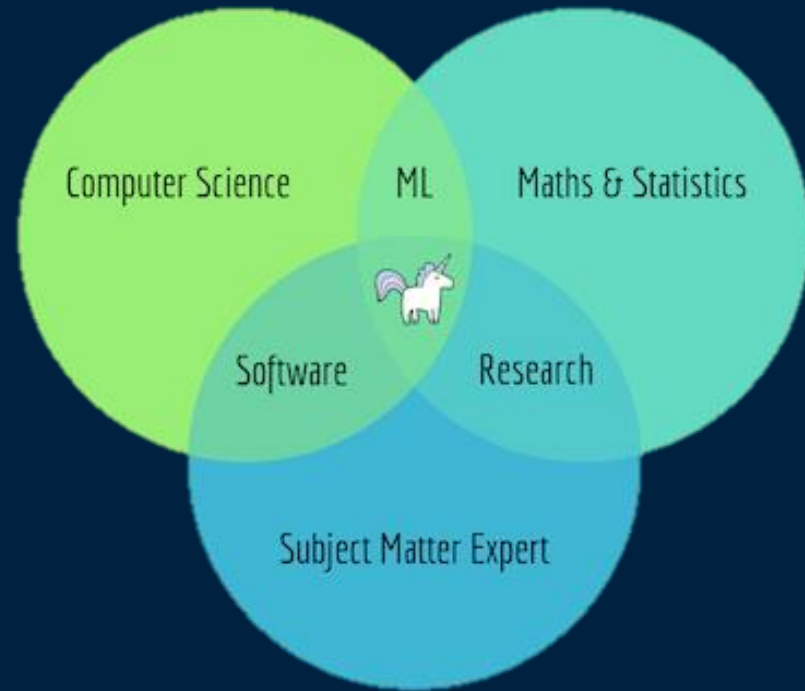 Computer Science
ML
Maths & Statistics
Software
Research
Subject Matter Expert